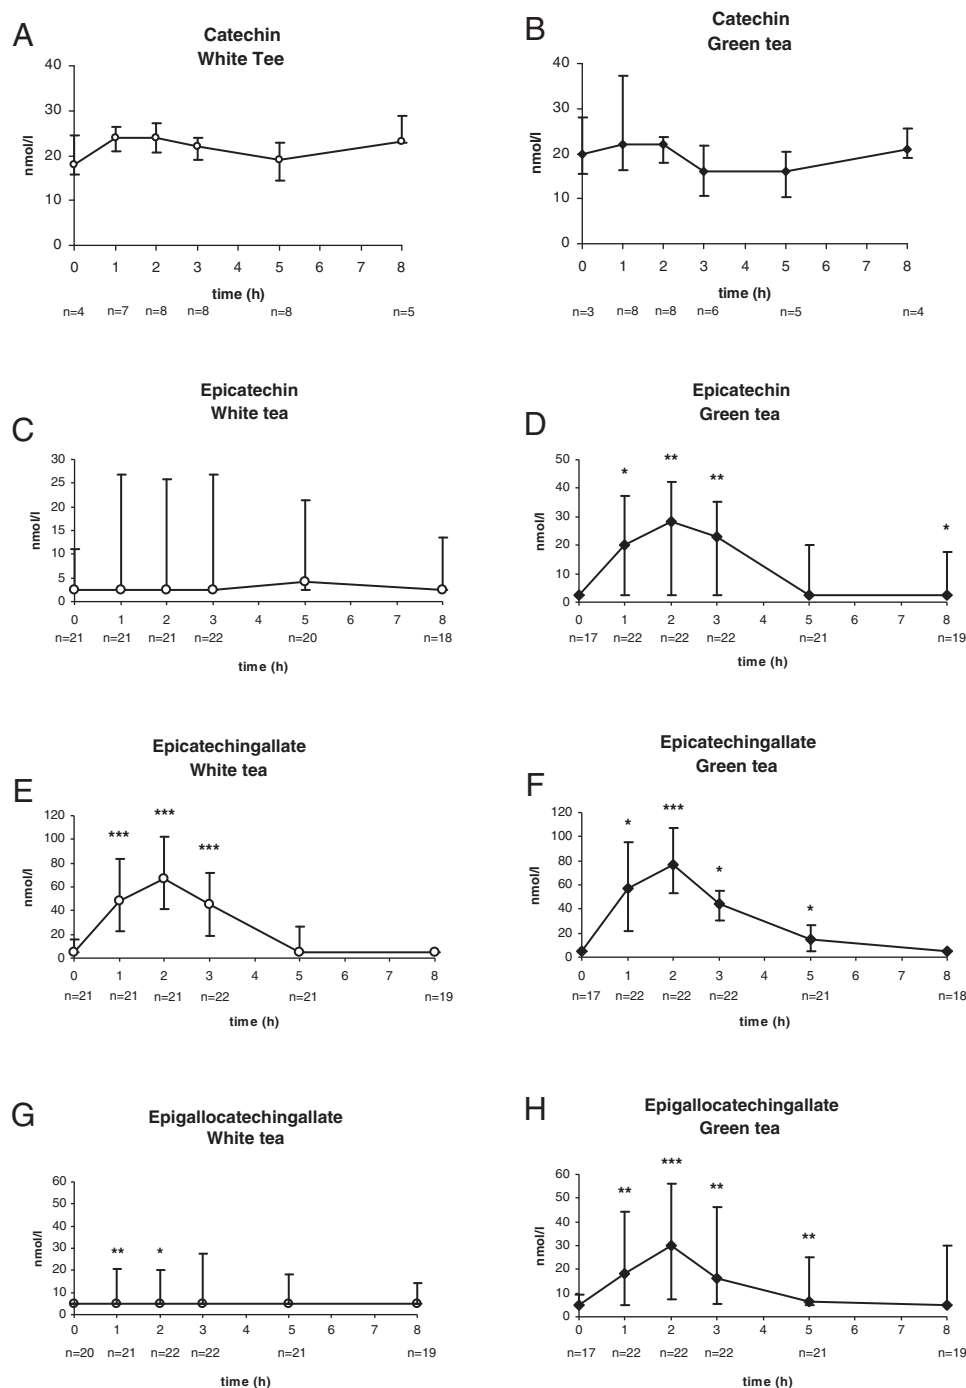 A
Catechin
White Tee
nmol/l
40
30
20
10
0
0 1 2 3 4 5 6 7 8
time (h)
n=4 n=7 n=8 n=8 n=8 n=5
B
Catechin
Green tea
nmol/l
40
30
20
10
0
0 1 2 3 4 5 6 7 8
time (h)
n=3 n=8 n=8 n=6 n=5 n=4
C
Epicatechin
White tea
nmol/l
30
25
20
15
10
5
0
0 1 2 3 4 5 6 7 8
n=21 n=21 n=21 n=22 n=20 n=18
time (h)
D
Epicatechin
Green tea
nmol/l
50
40
30
20
10
0
* ** ** *
0 1 2 3 4 5 6 7 8
n=17 n=22 n=22 n=22 n=21 n=19
time (h)
E
Epicatechingallate
White tea
nmol/l
120
100
80
60
40
20
0
*** *** ***
0 1 2 3 4 5 6 7 8
n=21 n=21 n=21 n=22 n=21 n=19
time (h)
F
Epicatechingallate
Green tea
nmol/l
120
100
80
60
40
20
0
* *** * *
0 1 2 3 4 5 6 7 8
n=17 n=22 n=22 n=22 n=21 n=18
time (h)
G
Epigallocatechingallate
White tea
nmol/l
60
50
40
30
20
10
0
** *
0 1 2 3 4 5 6 7 8
n=20 n=21 n=22 n=22 n=21 n=19
time (h)
H
Epigallocatechingallate
Green tea
nmol/l
60
50
40
30
20
10
0
** *** ** **
0 1 2 3 4 5 6 7 8
n=17 n=22 n=22 n=22 n=21 n=19
time (h)